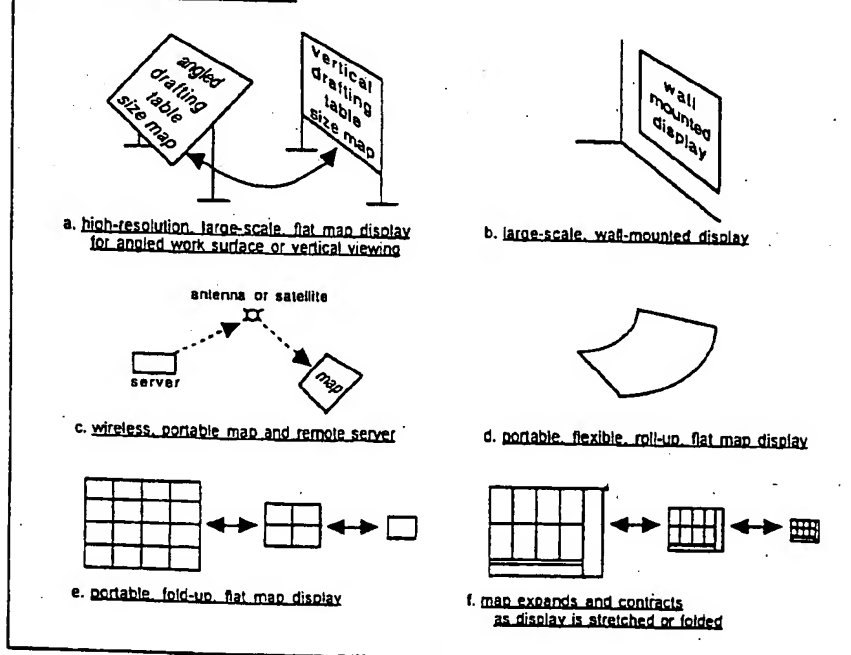 angled
drafting
table
size map
vertical
drafting
table
size map
a. high-resolution, large-scale, flat map display
for angled work surface or vertical viewing
wall
mounted
display
b. large-scale, wall-mounted display
antenna or satellite
server
map
c. wireless, portable map and remote server
d. portable, flexible, roll-up, flat map display
e. portable, fold-up, flat map display
f. map expands and contracts
as display is stretched or folded